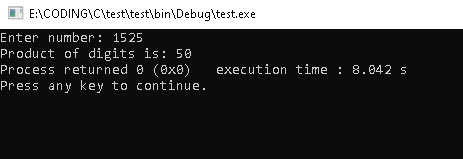 E:\CODING\C\test\test\bin\Debug\test.exe
Enter number: 1525
Product of digits is: 50
Process returned 0 (0x0)   execution time : 8.042 s
Press any key to continue.